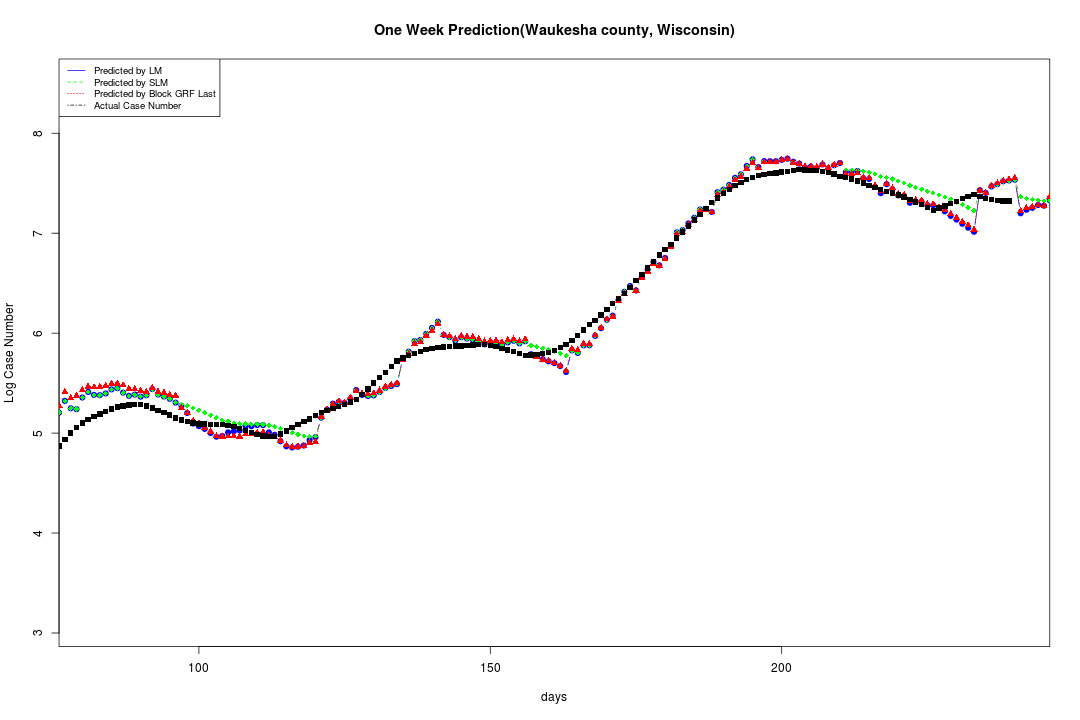 One Week Prediction(Waukesha county, Wisconsin)
Predicted by LM
Predicted by SLM
Predicted by Block GRF Last
Actual Case Number
8
7
6
5
4
3
Log Case Number
100 150 200
days